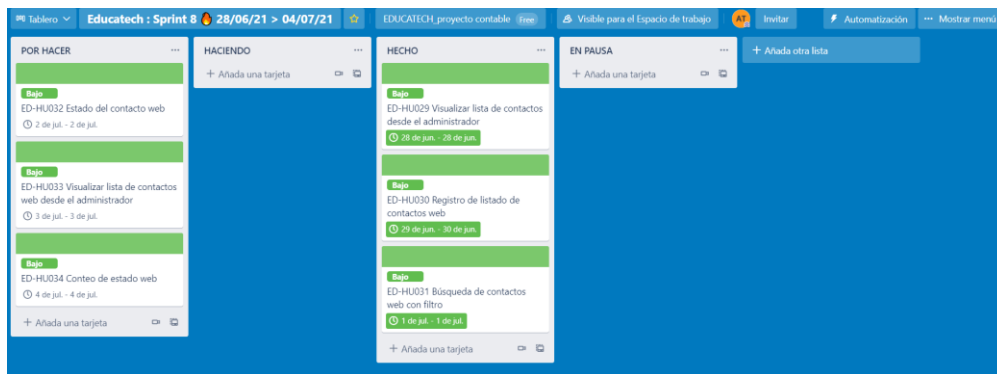 Tablero
Educatech : Sprint 8 🔥 28/06/21 > 04/07/21
EDUCATECH_proyecto contable Free
Visible para el Espacio de trabajo
AT
Invitar
Automatización
Mostrar menú
POR HACER
Bajo
ED-HU032 Estado del contacto web
2 de jul. - 2 de jul.
Bajo
ED-HU033 Visualizar lista de contactos
web desde el administrador
3 de jul. - 3 de jul.
Bajo
ED-HU034 Conteo de estado web
4 de jul. - 4 de jul.
+ Añada una tarjeta
HACIENDO
+ Añada una tarjeta
HECHO
Bajo
ED-HU029 Visualizar lista de contactos
desde el administrador
28 de jun. - 28 de jun.
Bajo
ED-HU030 Registro de listado de
contactos web
29 de jun. - 30 de jun.
Bajo
ED-HU031 Búsqueda de contactos
web con filtro
1 de jul. - 1 de jul.
+ Añada una tarjeta
EN PAUSA
+ Añada una tarjeta
+ Añada otra lista